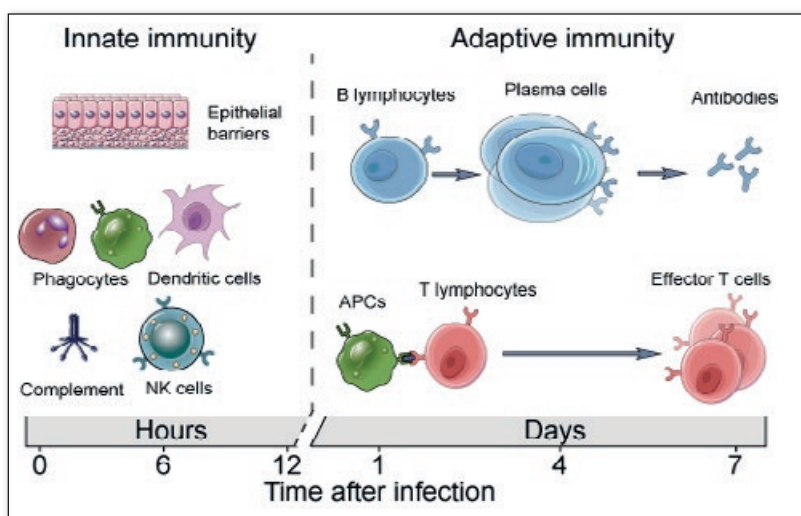 Innate immunity
Adaptive immunity
Epithelial
barriers
B lymphocytes
Plasma cells
Antibodies
Phagocytes
Dendritic cells
APCs
T lymphocytes
Effector T cells
Complement
NK cells
Hours
Days
0
6
12
1
4
7
Time after infection